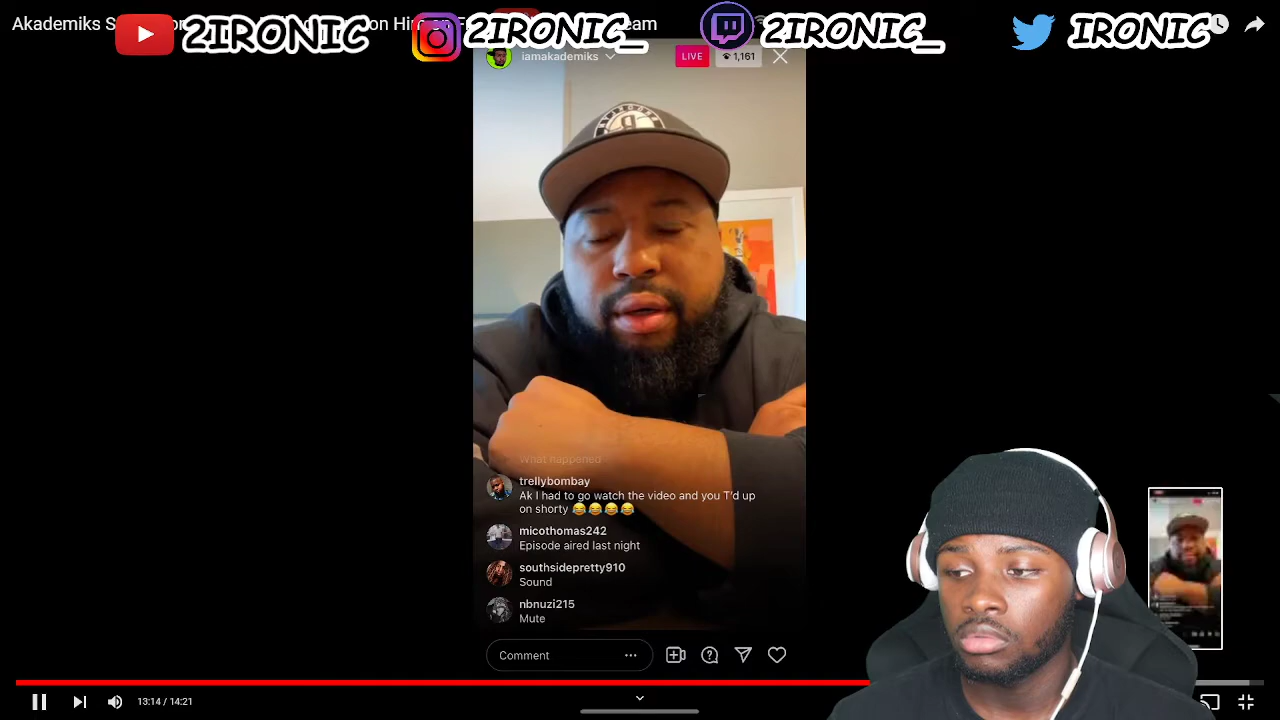 Akademiks S
on Hi
eam
2IRONIC
2IRONIC_
2IRONIC_
IRONIC
iamakademiks
LIVE
1,161
What happened
trellybombay
Ak I had to go watch the video and you T'd up
on shorty 😂😂😂😂
micothomas242
Episode aired last night
southsidepretty910
Sound
nbnuzi215
Mute
Comment
13:14 / 14:21